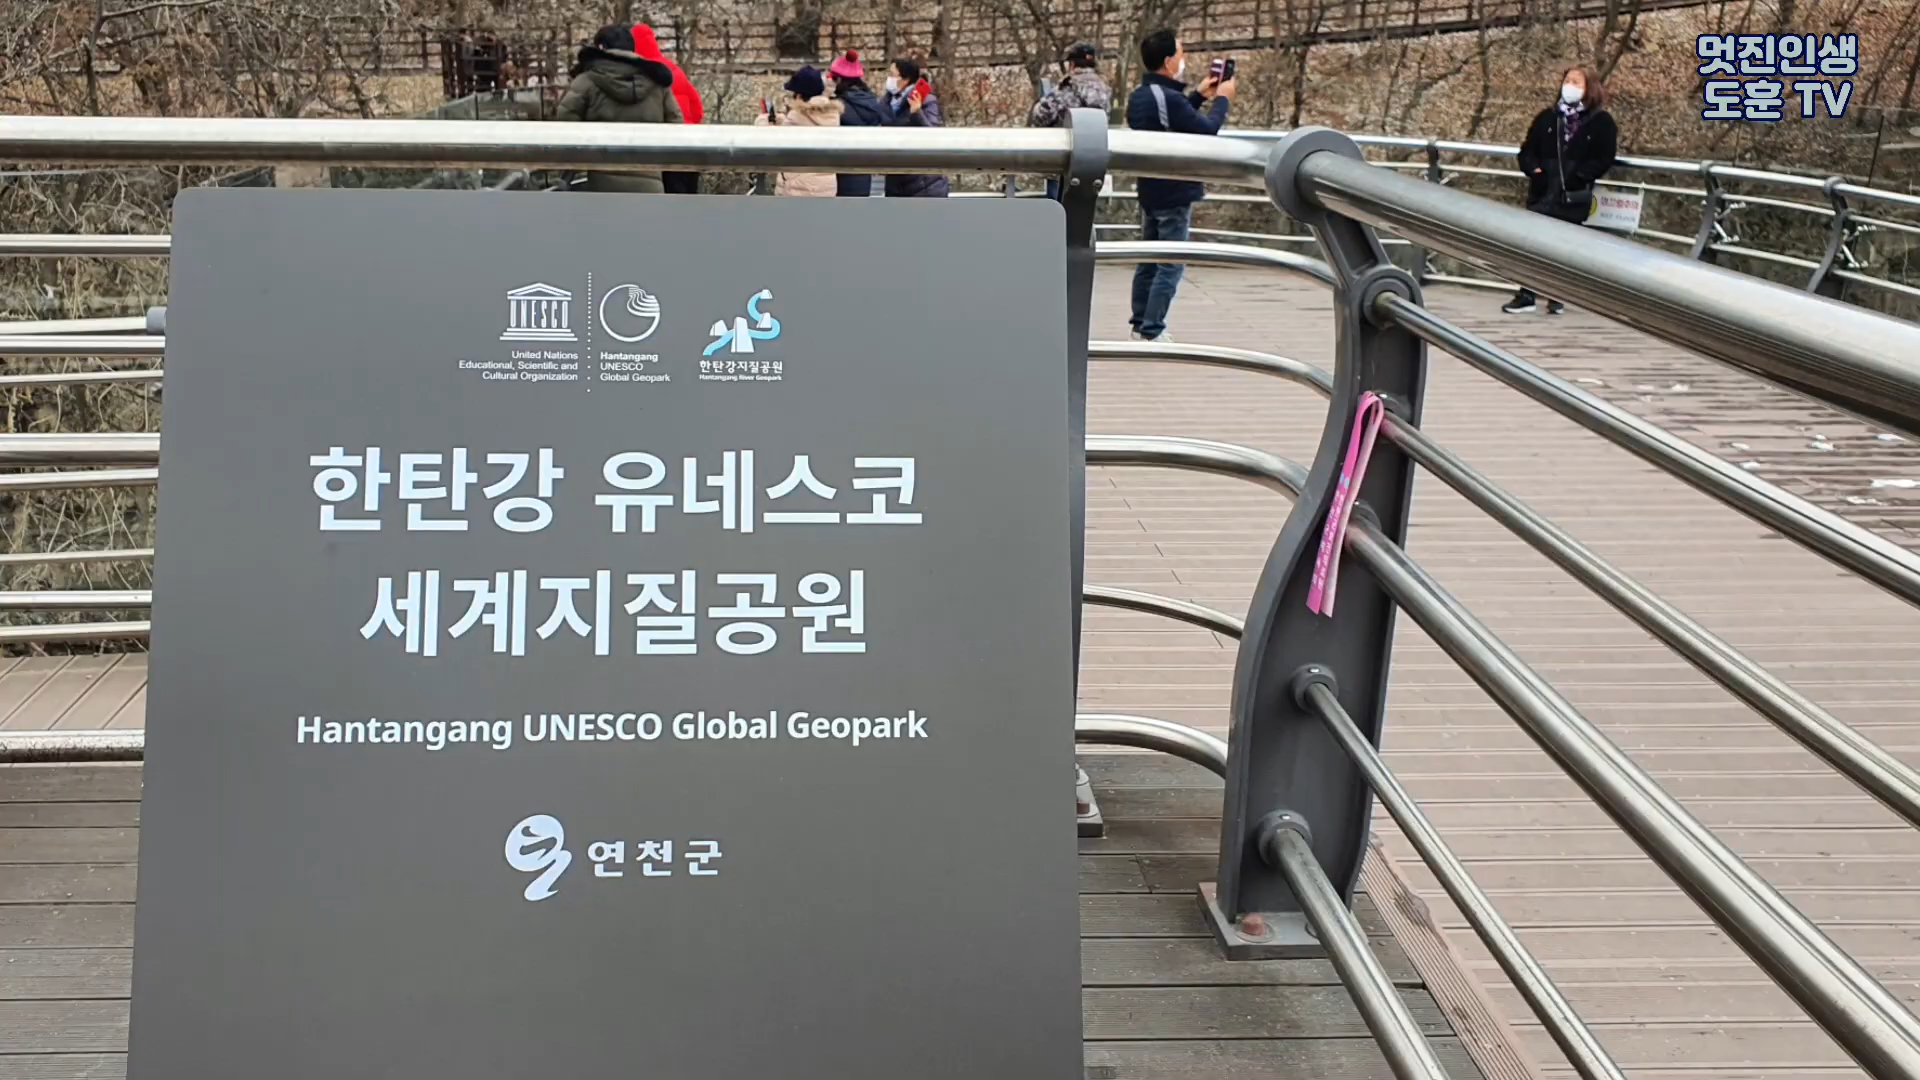 멋진인생
도훈 TV
UNESCO
United Nations
Educational, Scientific and
Cultural Organization
Hantangang
UNESCO
Global Geopark
한탄강지질공원
Hantangang River Geopark
한탄강 유네스코
세계지질공원
Hantangang UNESCO Global Geopark
연천군